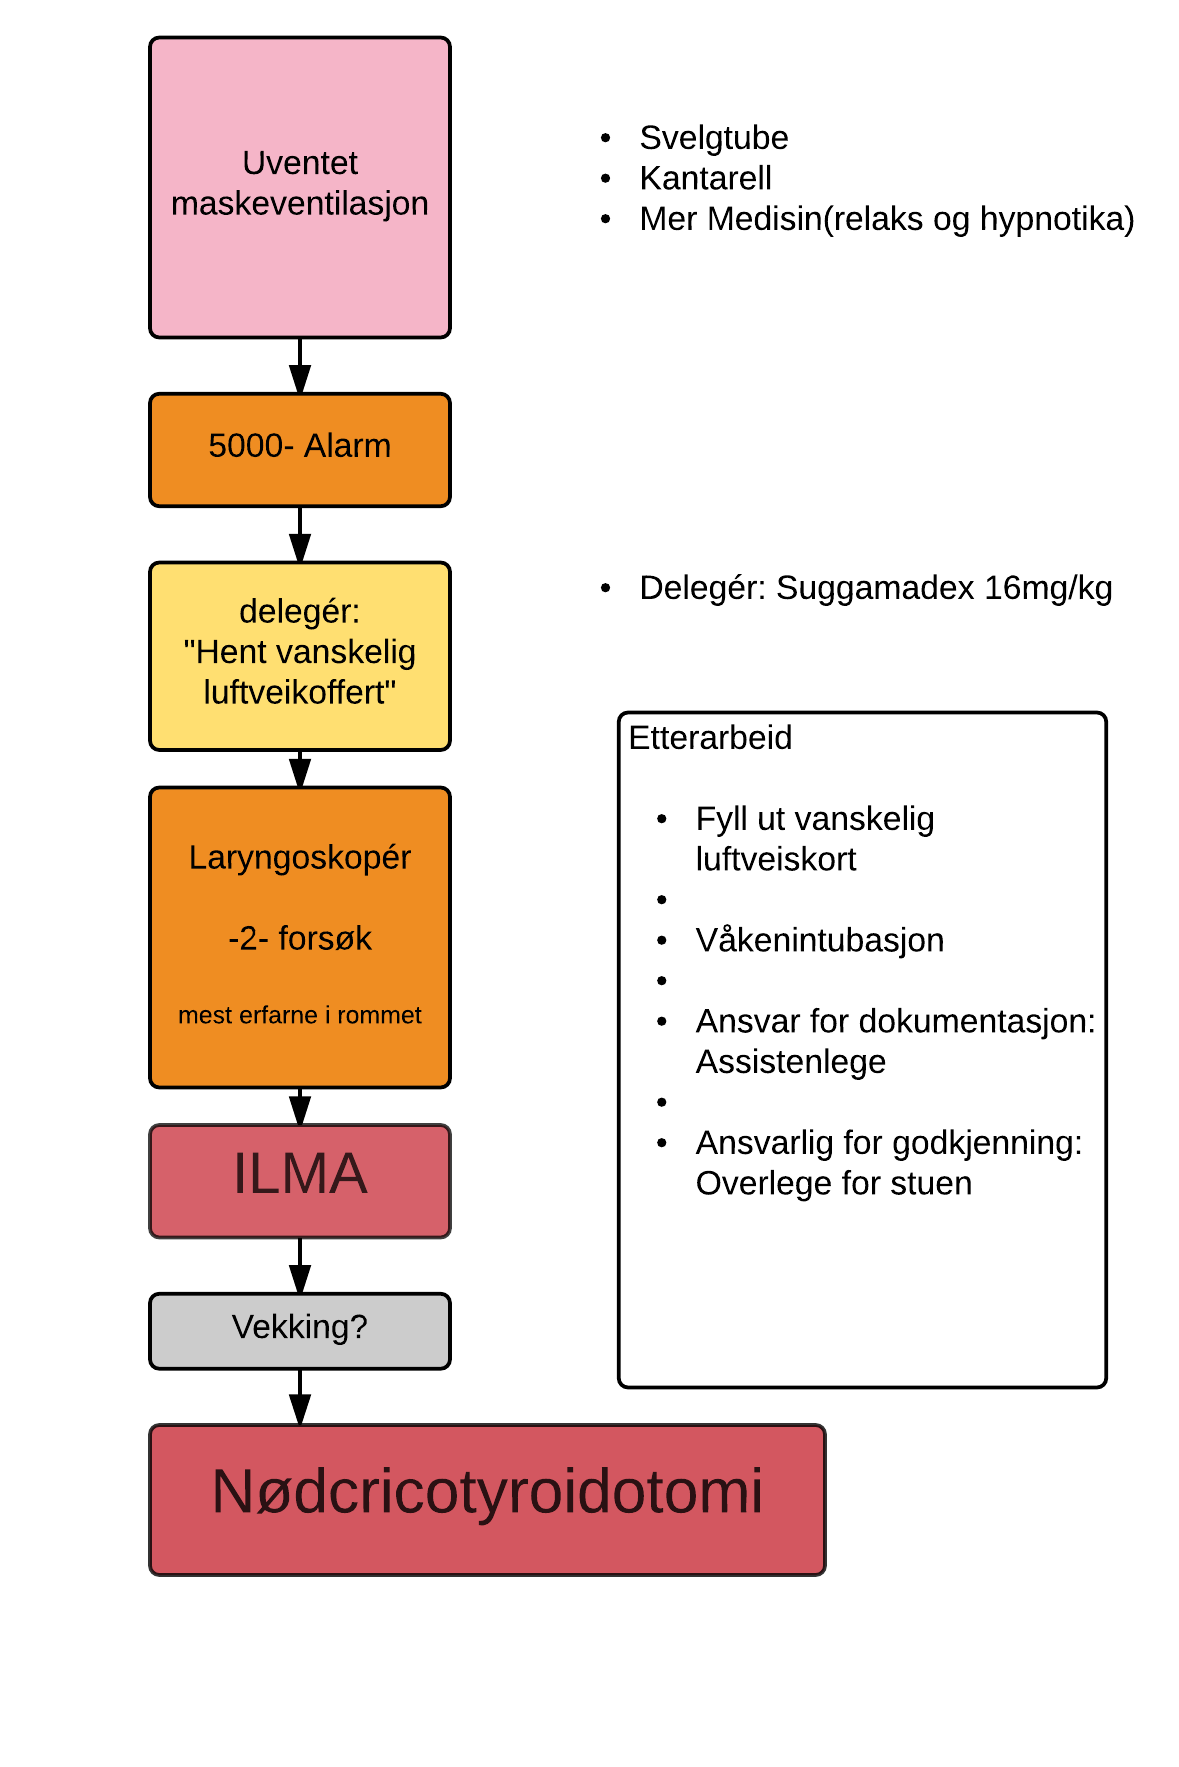 Uventet
maskeventilasjon
• Svelgtube
• Kantarell
• Mer Medisin(relaks og hypnotika)
5000- Alarm
delegér:
"Hent vanskelig
luftveikoffert"
• Delegér: Suggamadex 16mg/kg
Laryngoskopér
-2- forsøk
mest erfarne i rommet
ILMA
Vekking?
Nødcricotyroidotomi
Etterarbeid
• Fyll ut vanskelig
luftveiskort
•
• Våkenintubasjon
•
• Ansvar for dokumentasjon:
Assistenlege
•
• Ansvarlig for godkjenning:
Overlege for stuen